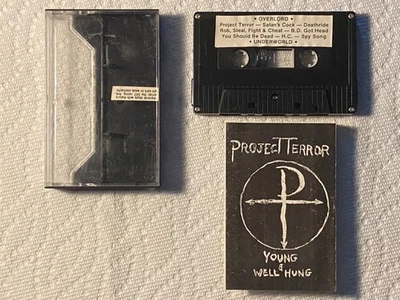 • OVERLORD •
Project Terror — Satan's Cock — Deathride
Rob, Steal, Fight & Cheat — B.D. Got Head
You Should Be Dead — H.C. — Spy Song
• UNDERWORLD •
PROJECT TERROR
P
YOUNG
&
WELL HUNG